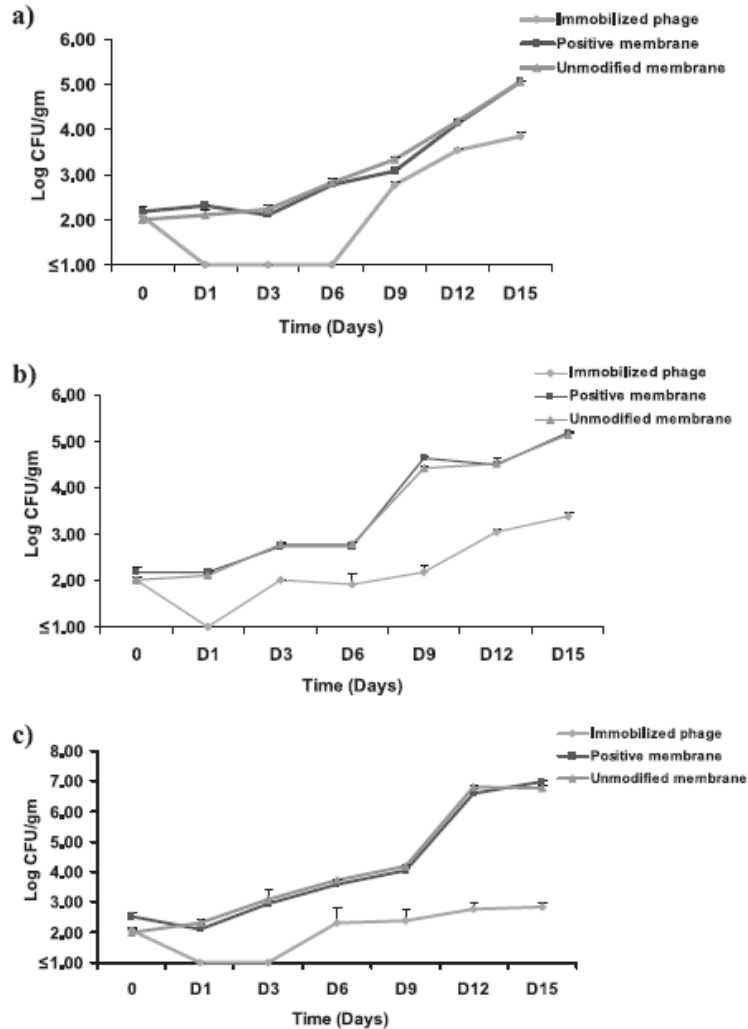 a)
Immobilized phage
Positive membrane
Unmodified membrane
6.00
5.00
4.00
3.00
2.00
≤1.00
Log CFU/gm
0 D1 D3 D6 D9 D12 D15
Time (Days)
b)
Immobilized phage
Positive membrane
Unmodified membrane
6.00
5.00
4.00
3.00
2.00
≤1.00
Log CFU/gm
0 D1 D3 D6 D9 D12 D15
Time (Days)
c)
Immobilized phage
Positive membrane
Unmodified membrane
8.00
7.00
6.00
5.00
4.00
3.00
2.00
≤1.00
Log CFU/gm
0 D1 D3 D6 D9 D12 D15
Time (Days)